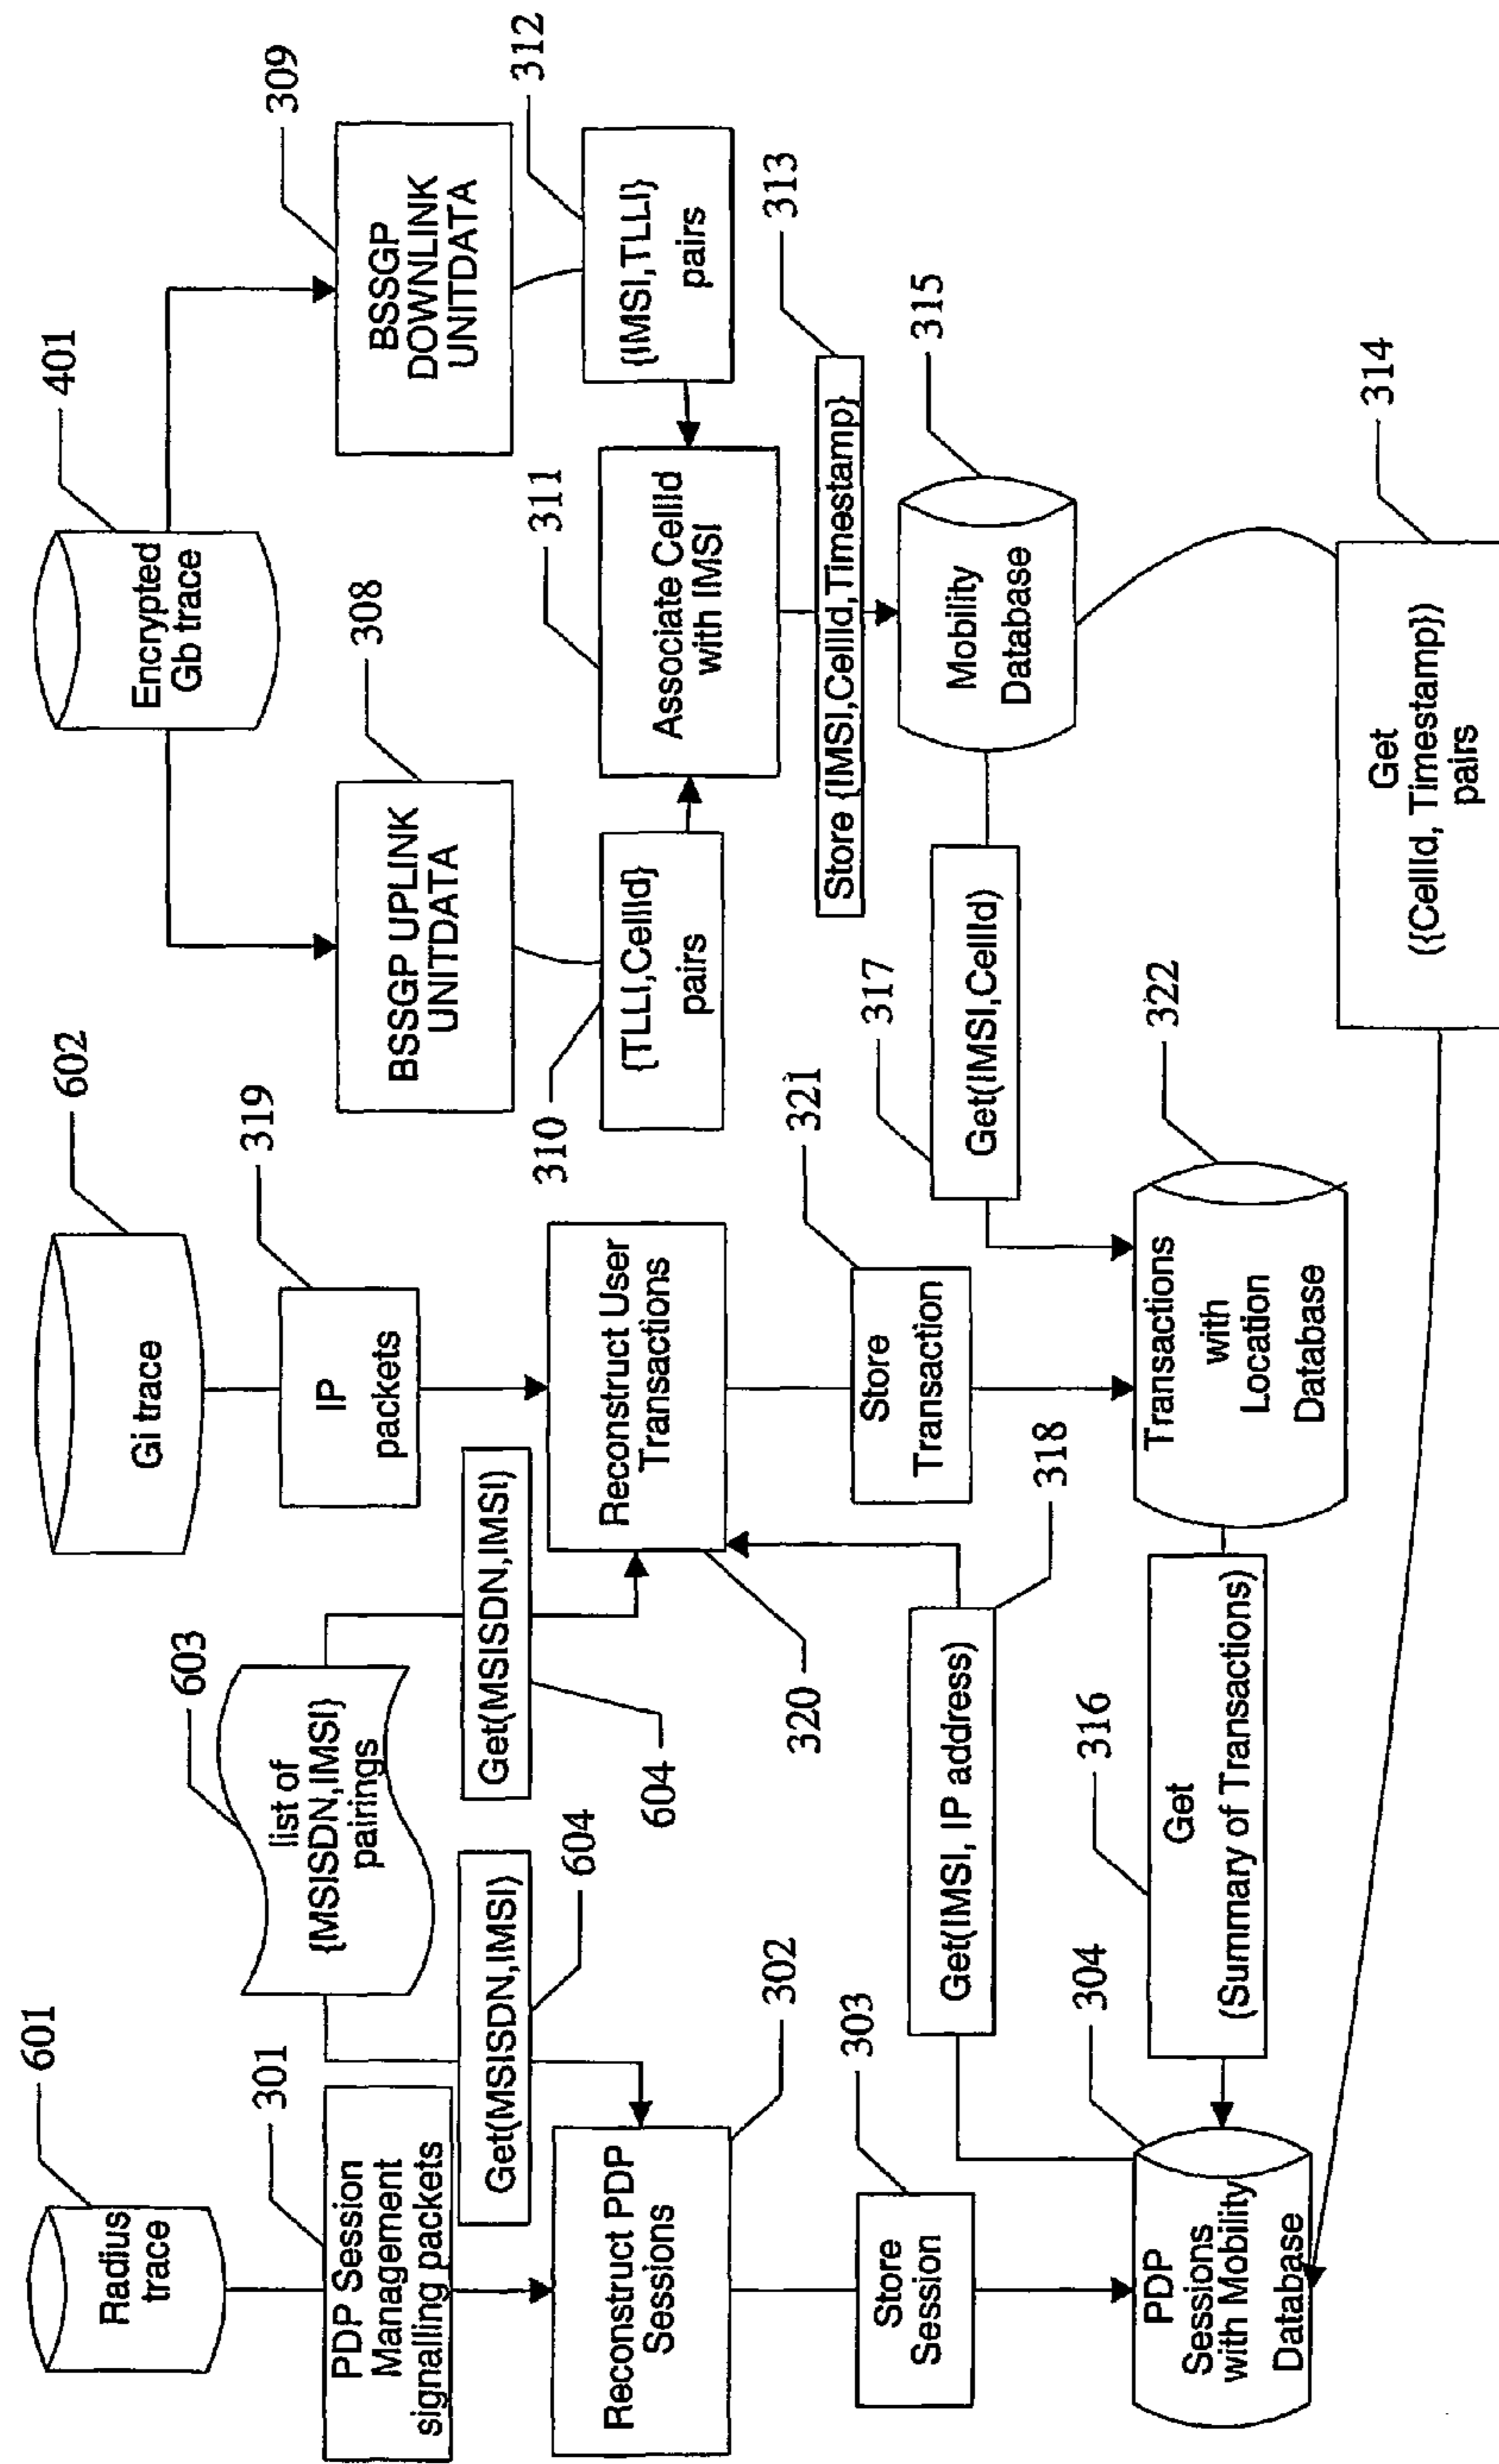 601
Radius
trace
301
PDP Session
Management
signalling packets
603
list of
{MSISDN,IMSI}
pairings
Get(MSISDN,IMSI)
604
Get(MSISDN,IMSI)
604
302
Reconstruct PDP
Sessions
303
Store
Session
304
PDP
Sessions
with Mobility
Database
602
Gi trace
319
IP
packets
Reconstruct User
Transactions
320
321
Store
Transaction
Get(IMSI, IP address)
318
Transactions
with
Location
Database
322
316
Get
(Summary of Transactions)
401
Encrypted
Gb trace
308
BSSGP UPLINK
UNITDATA
309
BSSGP
DOWNLINK
UNITDATA
310
{TLLI,CellId}
pairs
312
{IMSI,TLLI}
pairs
311
Associate CellId
with IMSI
313
Store {IMSI,CellId,Timestamp}
315
Mobility
Database
317
Get(IMSI,CellId)
314
Get
({CellId, Timestamp})
pairs